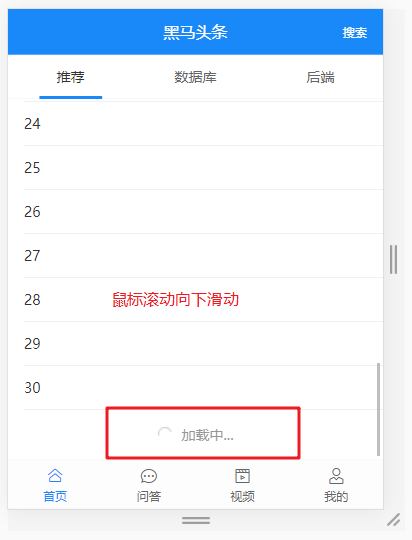 黑马头条 搜索
推荐 数据库 后端
24
25
26
27
28 鼠标滚动向下滑动
29
30
加载中...
首页 问答 视频 我的